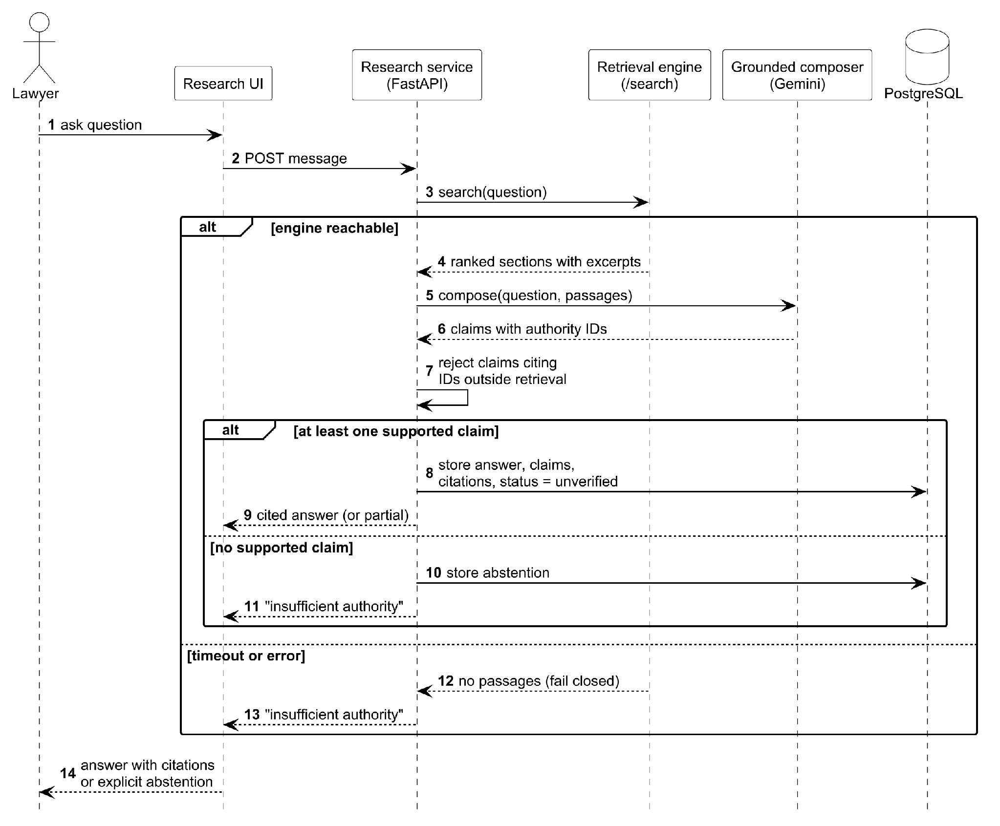 Lawyer
Research UI
Research service
(FastAPI)
Retrieval engine
(/search)
Grounded composer
(Gemini)
PostgreSQL
1 ask question
2 POST message
3 search(question)
alt [engine reachable]
4 ranked sections with excerpts
5 compose(question, passages)
6 claims with authority IDs
7 reject claims citing
IDs outside retrieval
alt [at least one supported claim]
8 store answer, claims,
citations, status = unverified
9 cited answer (or partial)
[no supported claim]
10 store abstention
11 "insufficient authority"
[timeout or error]
12 no passages (fail closed)
13 "insufficient authority"
14 answer with citations
or explicit abstention